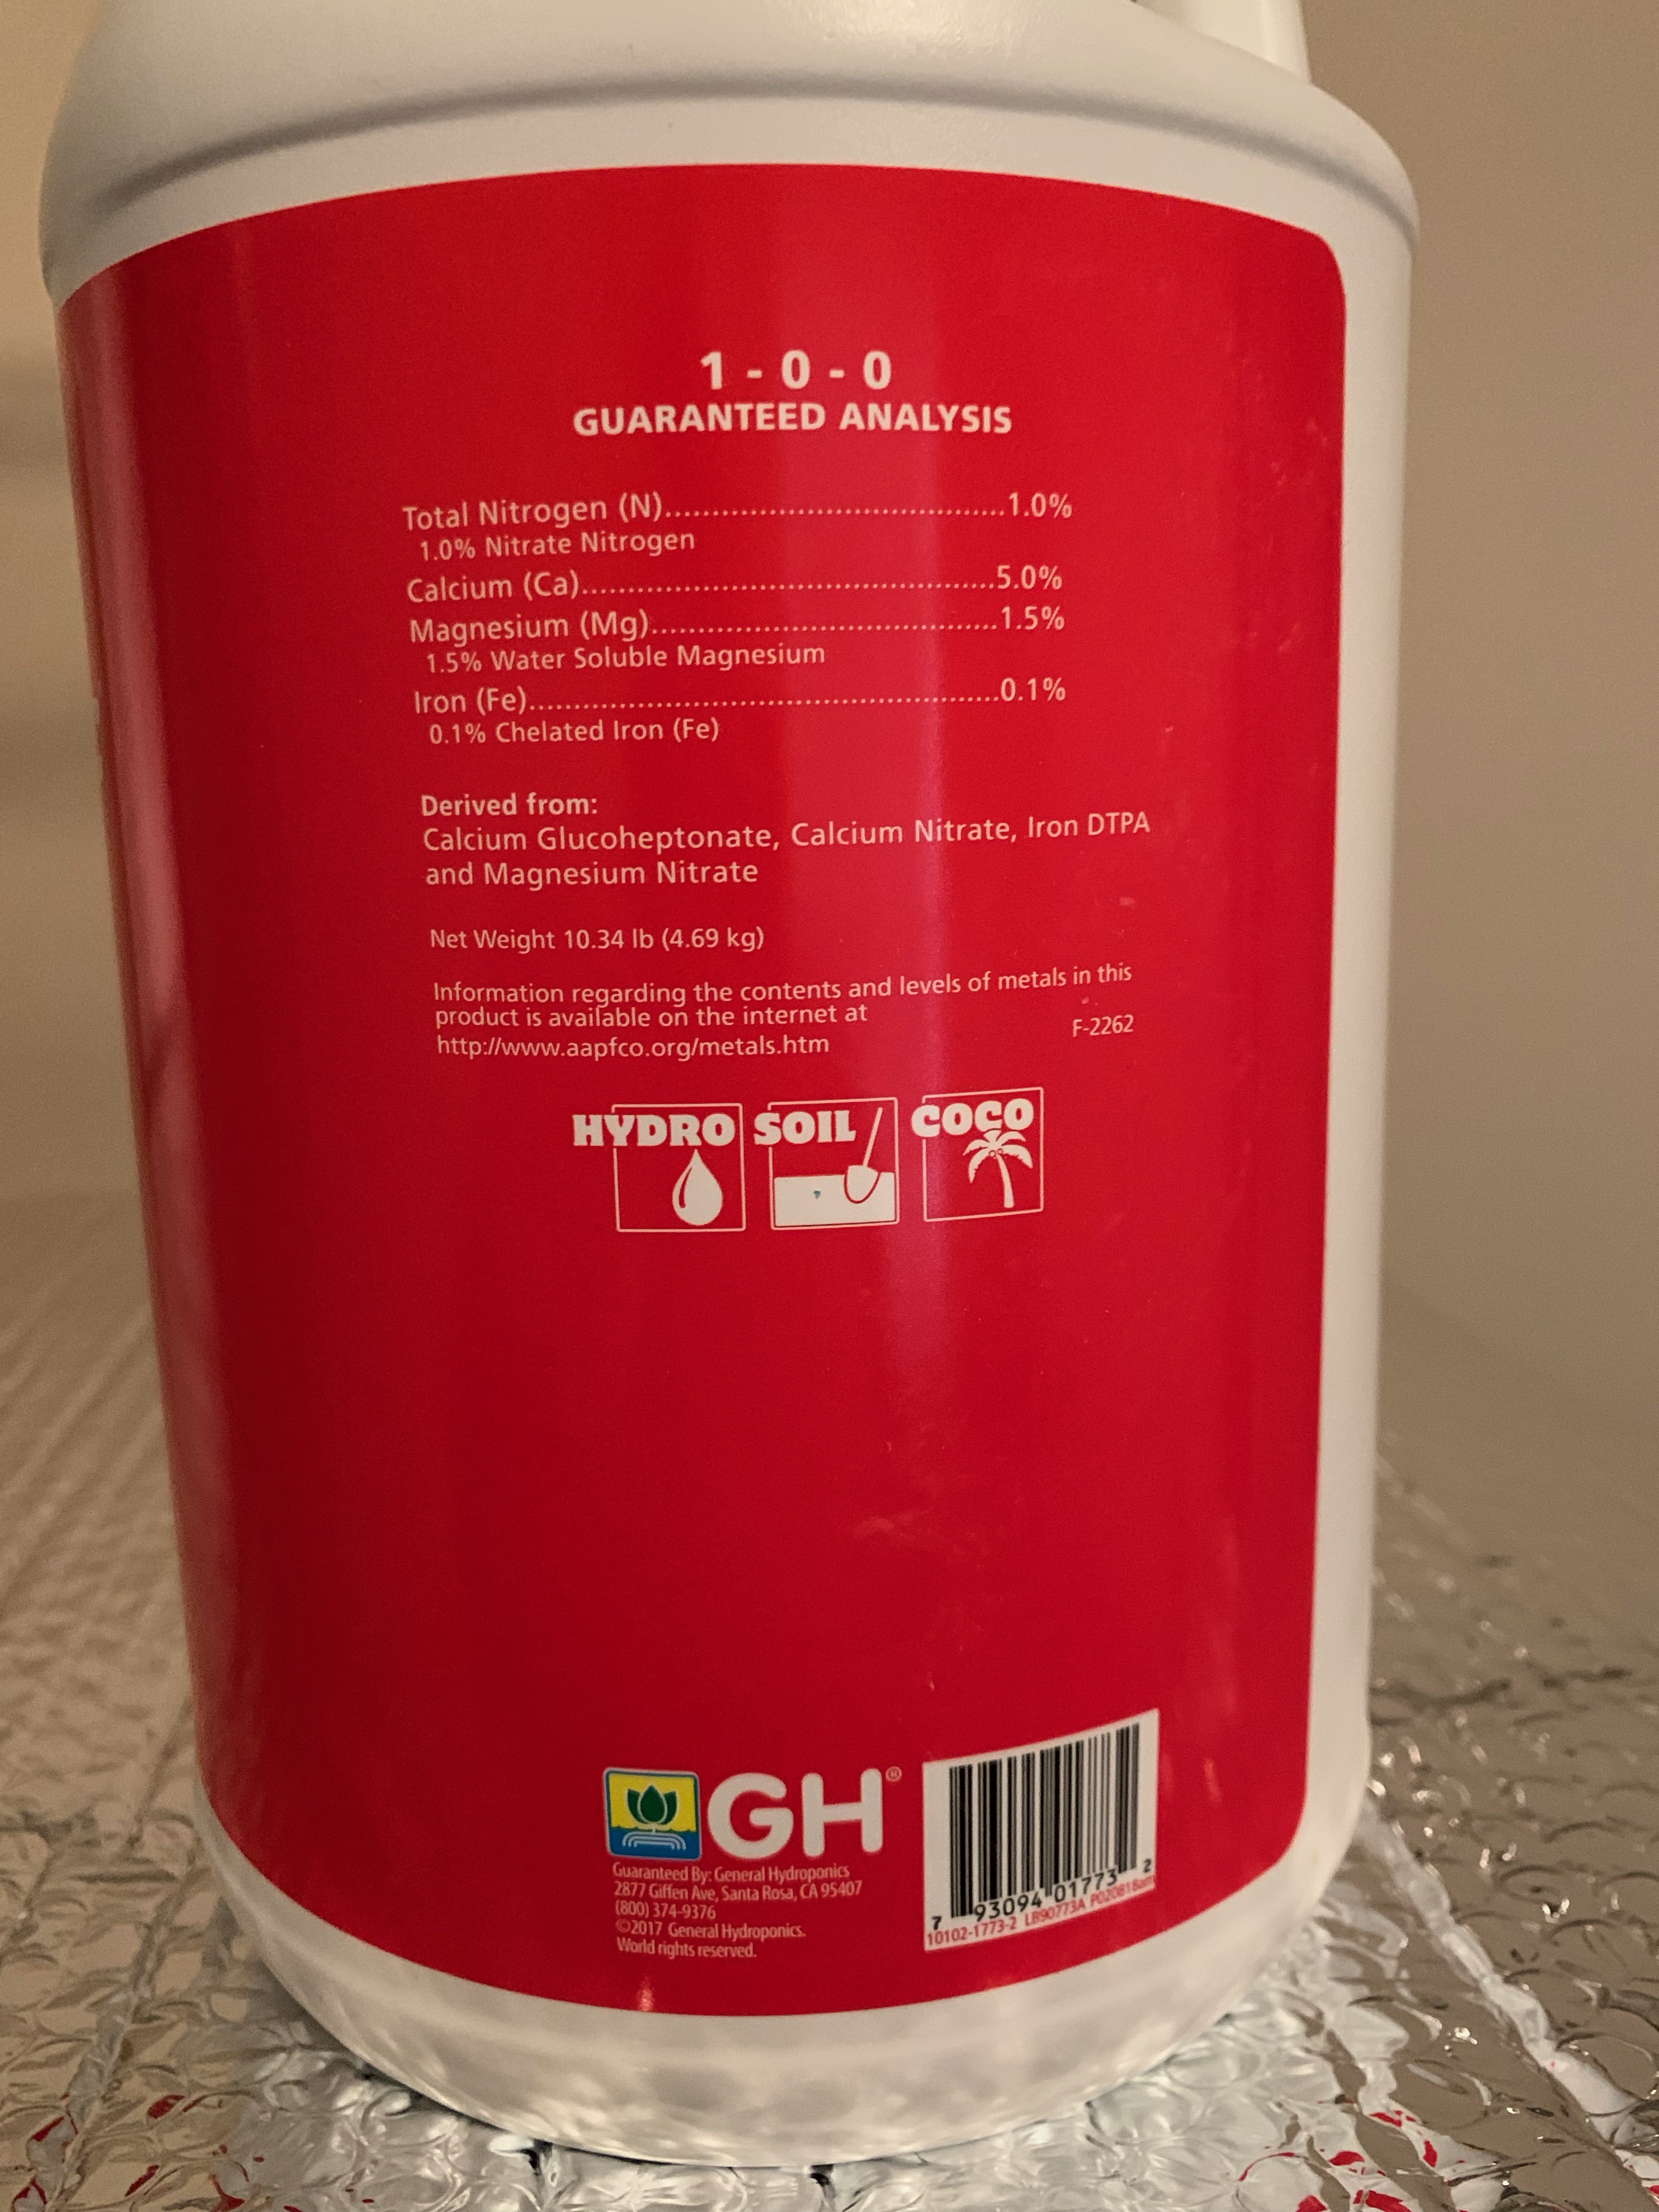 1 - 0 - 0
GUARANTEED ANALYSIS
Total Nitrogen (N)......................................1.0%
1.0% Nitrate Nitrogen
Calcium (Ca)..............................................5.0%
Magnesium (Mg).......................................1.5%
1.5% Water Soluble Magnesium
Iron (Fe)....................................................0.1%
0.1% Chelated Iron (Fe)
Derived from:
Calcium Glucoheptonate, Calcium Nitrate, Iron DTPA
and Magnesium Nitrate
Net Weight 10.34 lb (4.69 kg)
Information regarding the contents and levels of metals in this
product is available on the internet at
http://www.aapfco.org/metals.htm
F-2262
HYDRO SOIL COCO
GH®
Guaranteed By: General Hydroponics
2877 Giffen Ave, Santa Rosa, CA 95407
(800) 374-9376
©2017 General Hydroponics.
World rights reserved.
7 93094 01773 2
10102-1773-2 LB90773A P020818am